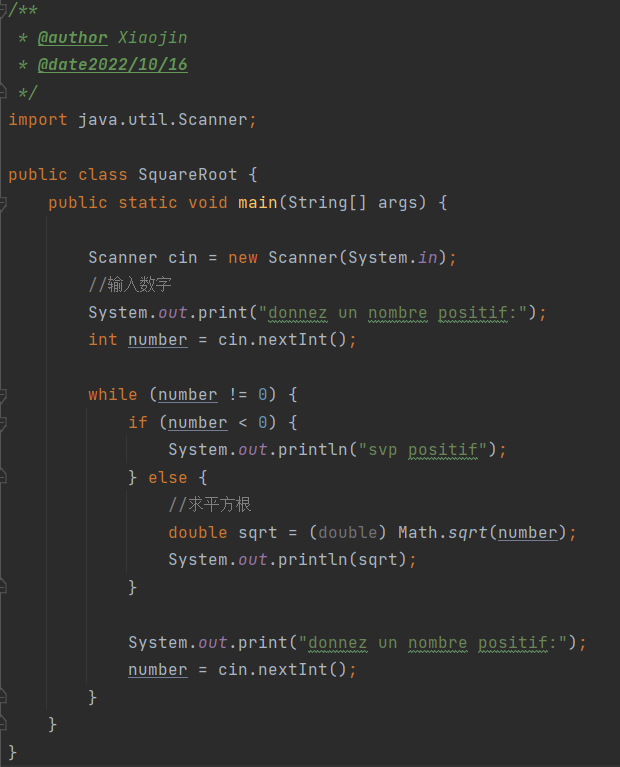 /**
 * @author Xiaojin
 * @date2022/10/16
 */
import java.util.Scanner;
public class SquareRoot {
    public static void main(String[] args) {
        Scanner cin = new Scanner(System.in);
        //输入数字
        System.out.print("donnez un nombre positif:");
        int number = cin.nextInt();
        while (number != 0) {
            if (number < 0) {
                System.out.println("svp positif");
            } else {
                //求平方根
                double sqrt = (double) Math.sqrt(number);
                System.out.println(sqrt);
            }
            System.out.print("donnez un nombre positif:");
            number = cin.nextInt();
        }
    }
}